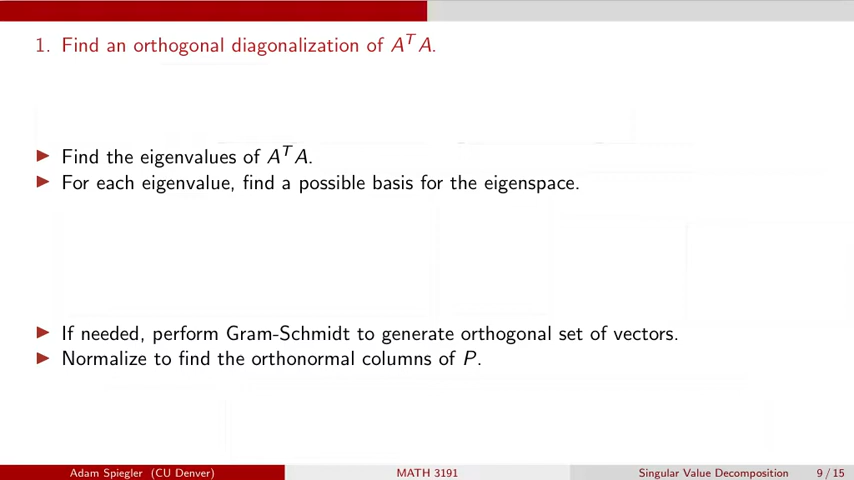 1. Find an orthogonal diagonalization of AᵀA.
▶ Find the eigenvalues of AᵀA.
▶ For each eigenvalue, find a possible basis for the eigenspace.
▶ If needed, perform Gram-Schmidt to generate orthogonal set of vectors.
▶ Normalize to find the orthonormal columns of P.
Adam Spiegler (CU Denver) MATH 3191 Singular Value Decomposition 9 / 15